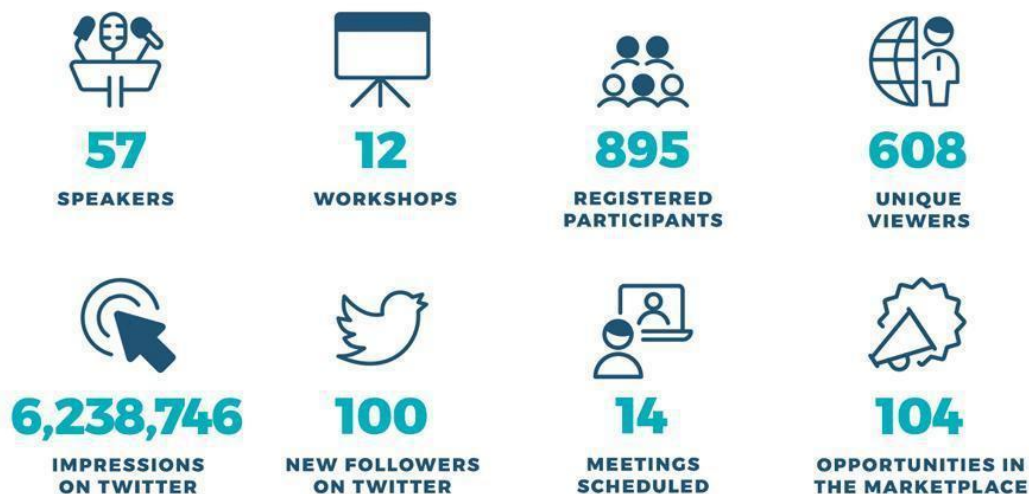 57
SPEAKERS
12
WORKSHOPS
895
REGISTERED
PARTICIPANTS
608
UNIQUE
VIEWERS
6,238,746
IMPRESSIONS
ON TWITTER
100
NEW FOLLOWERS
ON TWITTER
14
MEETINGS
SCHEDULED
104
OPPORTUNITIES IN
THE MARKETPLACE